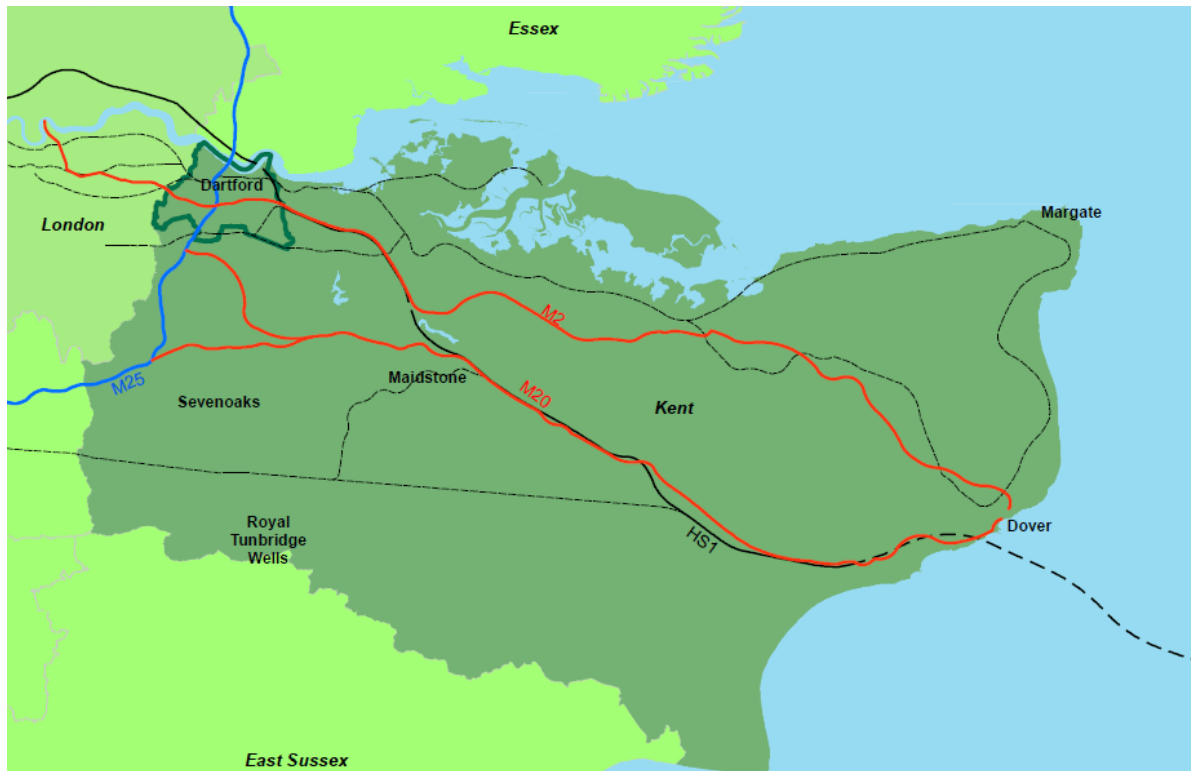 Essex
Dartford
London
Margate
M2
M25
Maidstone
M20
Sevenoaks
Kent
Royal
Tunbridge
Wells
HS1
Dover
East Sussex